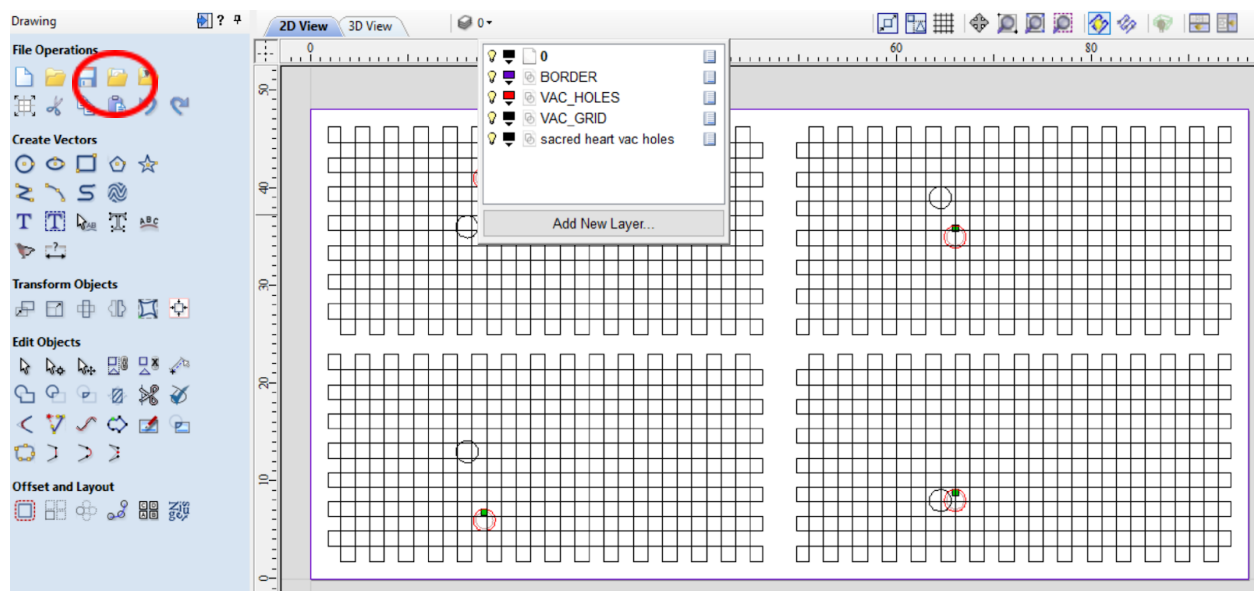 Drawing
?
2D View
3D View
0
File Operations
0
60
80
0
BORDER
VAC_HOLES
VAC_GRID
sacred heart vac holes
Add New Layer...
Create Vectors
T
T
AB
T
ABC
?
Transform Objects
Edit Objects
Offset and Layout
50
40
30
20
10
0